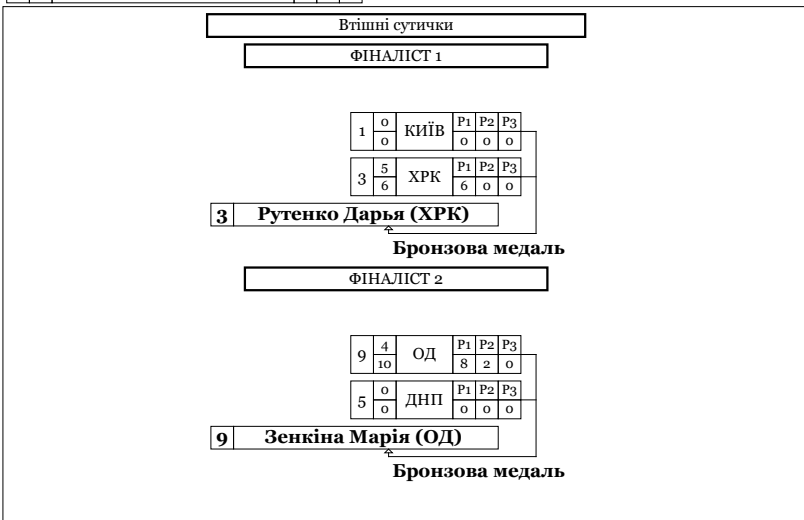 Втішні сутички
ФІНАЛІСТ 1
1 0 КИЇВ P1 P2 P3
0 0 0 0
3 5 ХРК P1 P2 P3
6 6 0 0
3 Рутенко Дарья (ХРК)
Бронзова медаль
ФІНАЛІСТ 2
9 4 ОД P1 P2 P3
10 8 2 0
5 0 ДНП P1 P2 P3
0 0 0 0
9 Зенкіна Марія (ОД)
Бронзова медаль